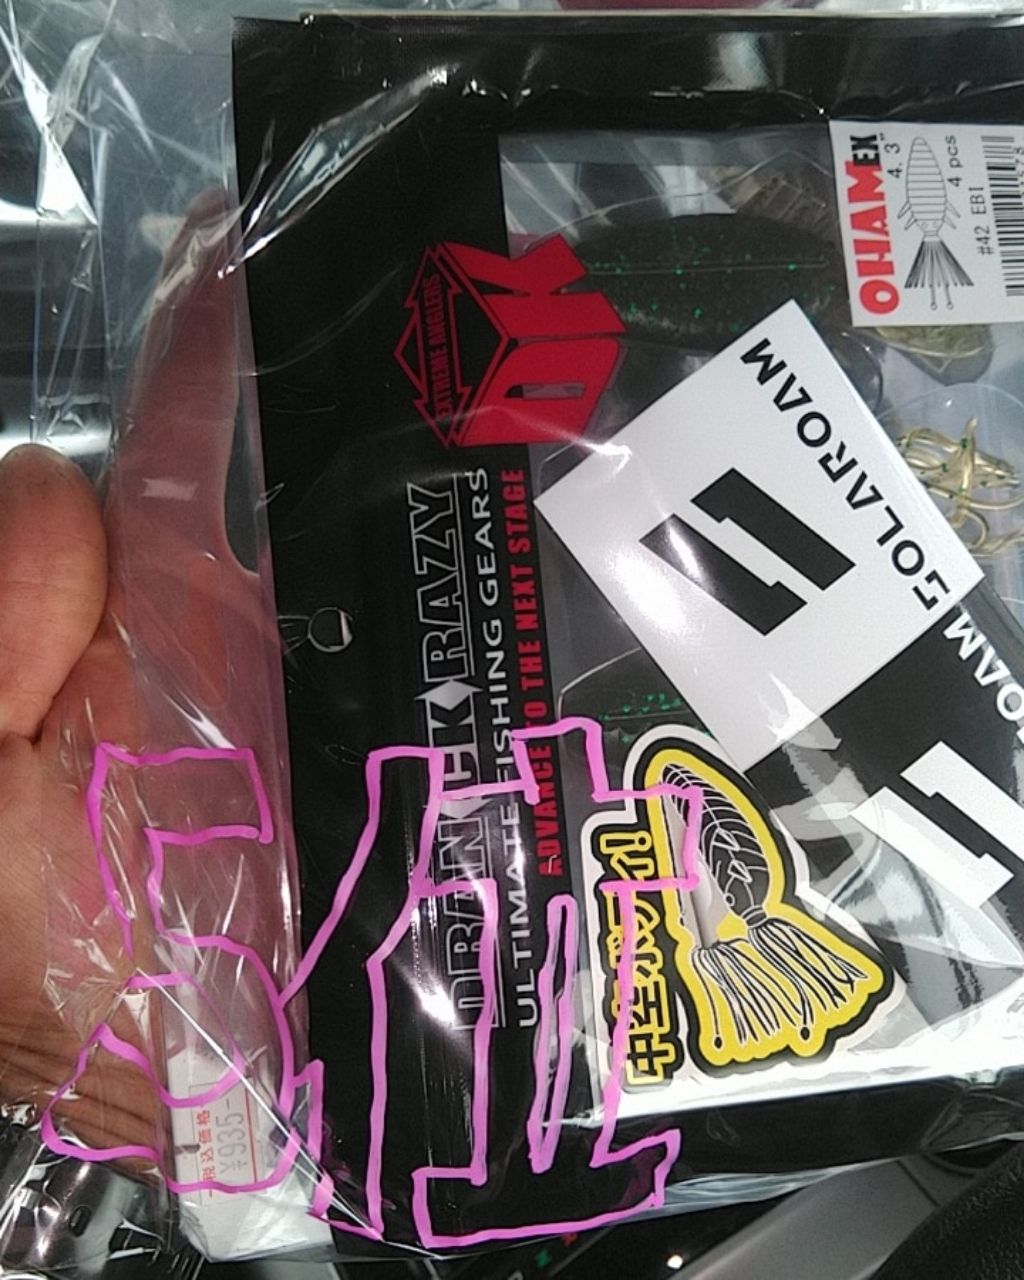 OHAMEX
4.3"
4 pcs
#42 EBI
EXTREME ANGLERS
DK
DRANCKRAZY
ULTIMATE FISHING GEARS
ADVANCE TO THE NEXT STAGE
SOLAROAM
OAM
税込価格
¥935-